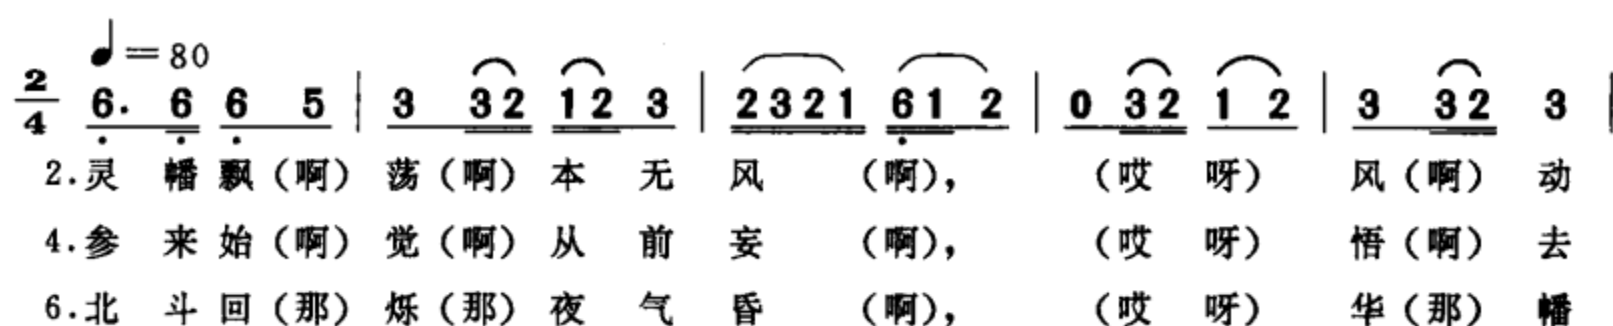 ♩=80
2/4 6. 6 6 5 | 3 32 12 3 | 2321 61 2 | 0 32 1 2 | 3 32 3
2.灵 幡 飘(啊) 荡(啊) 本 无 风 (啊), (哎 呀) 风(啊) 动
4.参 来 始(啊) 觉(啊) 从 前 妄 (啊), (哎 呀) 悟(啊) 去
6.北 斗 回(那) 烁(那) 夜 气 昏 (啊), (哎 呀) 华(那) 幡